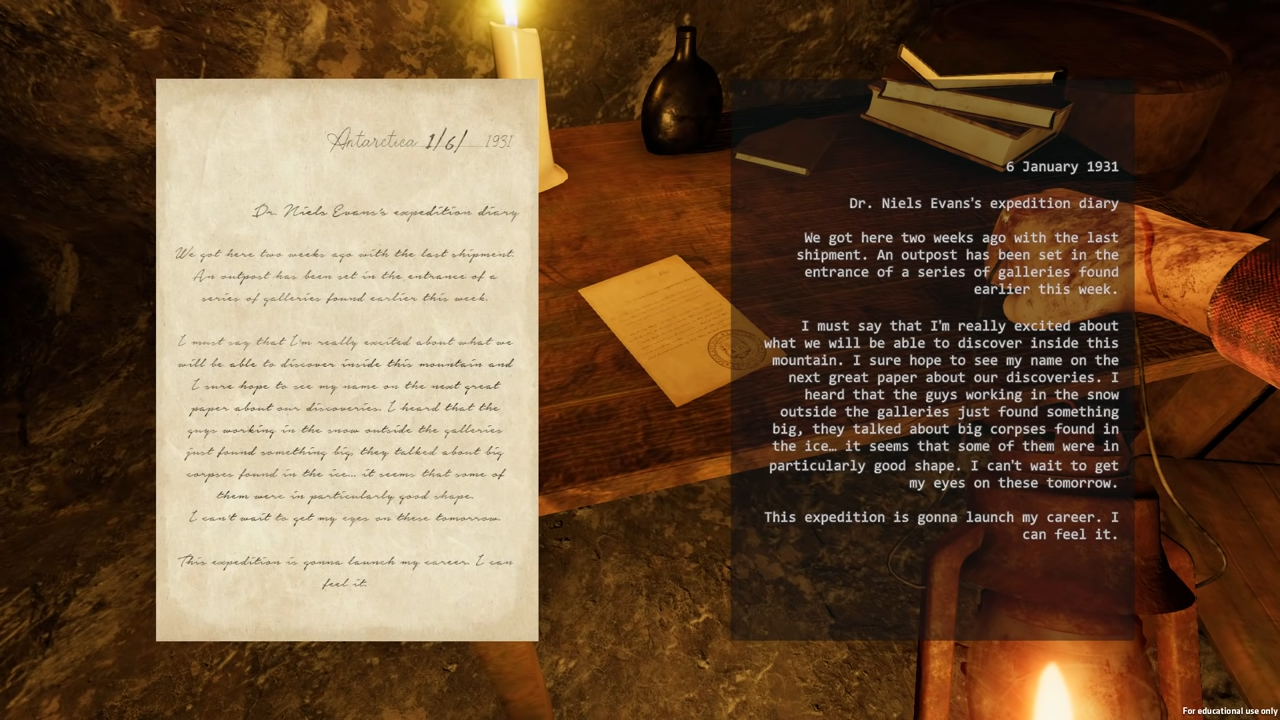 Antarctica 1/6/ 1931
Dr. Niels Evans's expedition diary
We got here two weeks ago with the last shipment.
An outpost has been set in the entrance of a
series of galleries found earlier this week.
I must say that I'm really excited about what we
will be able to discover inside this mountain and
I sure hope to see my name on the next great
paper about our discoveries. I heard that the
guys working in the snow outside the galleries
just found something big, they talked about big
corpses found in the ice... it seems that some of
them were in particularly good shape.
I can't wait to get my eyes on these tomorrow.
This expedition is gonna launch my career. I can
feel it.
6 January 1931
Dr. Niels Evans's expedition diary
We got here two weeks ago with the last
shipment. An outpost has been set in the
entrance of a series of galleries found
earlier this week.
I must say that I'm really excited about
what we will be able to discover inside this
mountain. I sure hope to see my name on the
next great paper about our discoveries. I
heard that the guys working in the snow
outside the galleries just found something
big, they talked about big corpses found in
the ice… it seems that some of them were in
particularly good shape. I can't wait to get
my eyes on these tomorrow.
This expedition is gonna launch my career. I
can feel it.
For educational use only